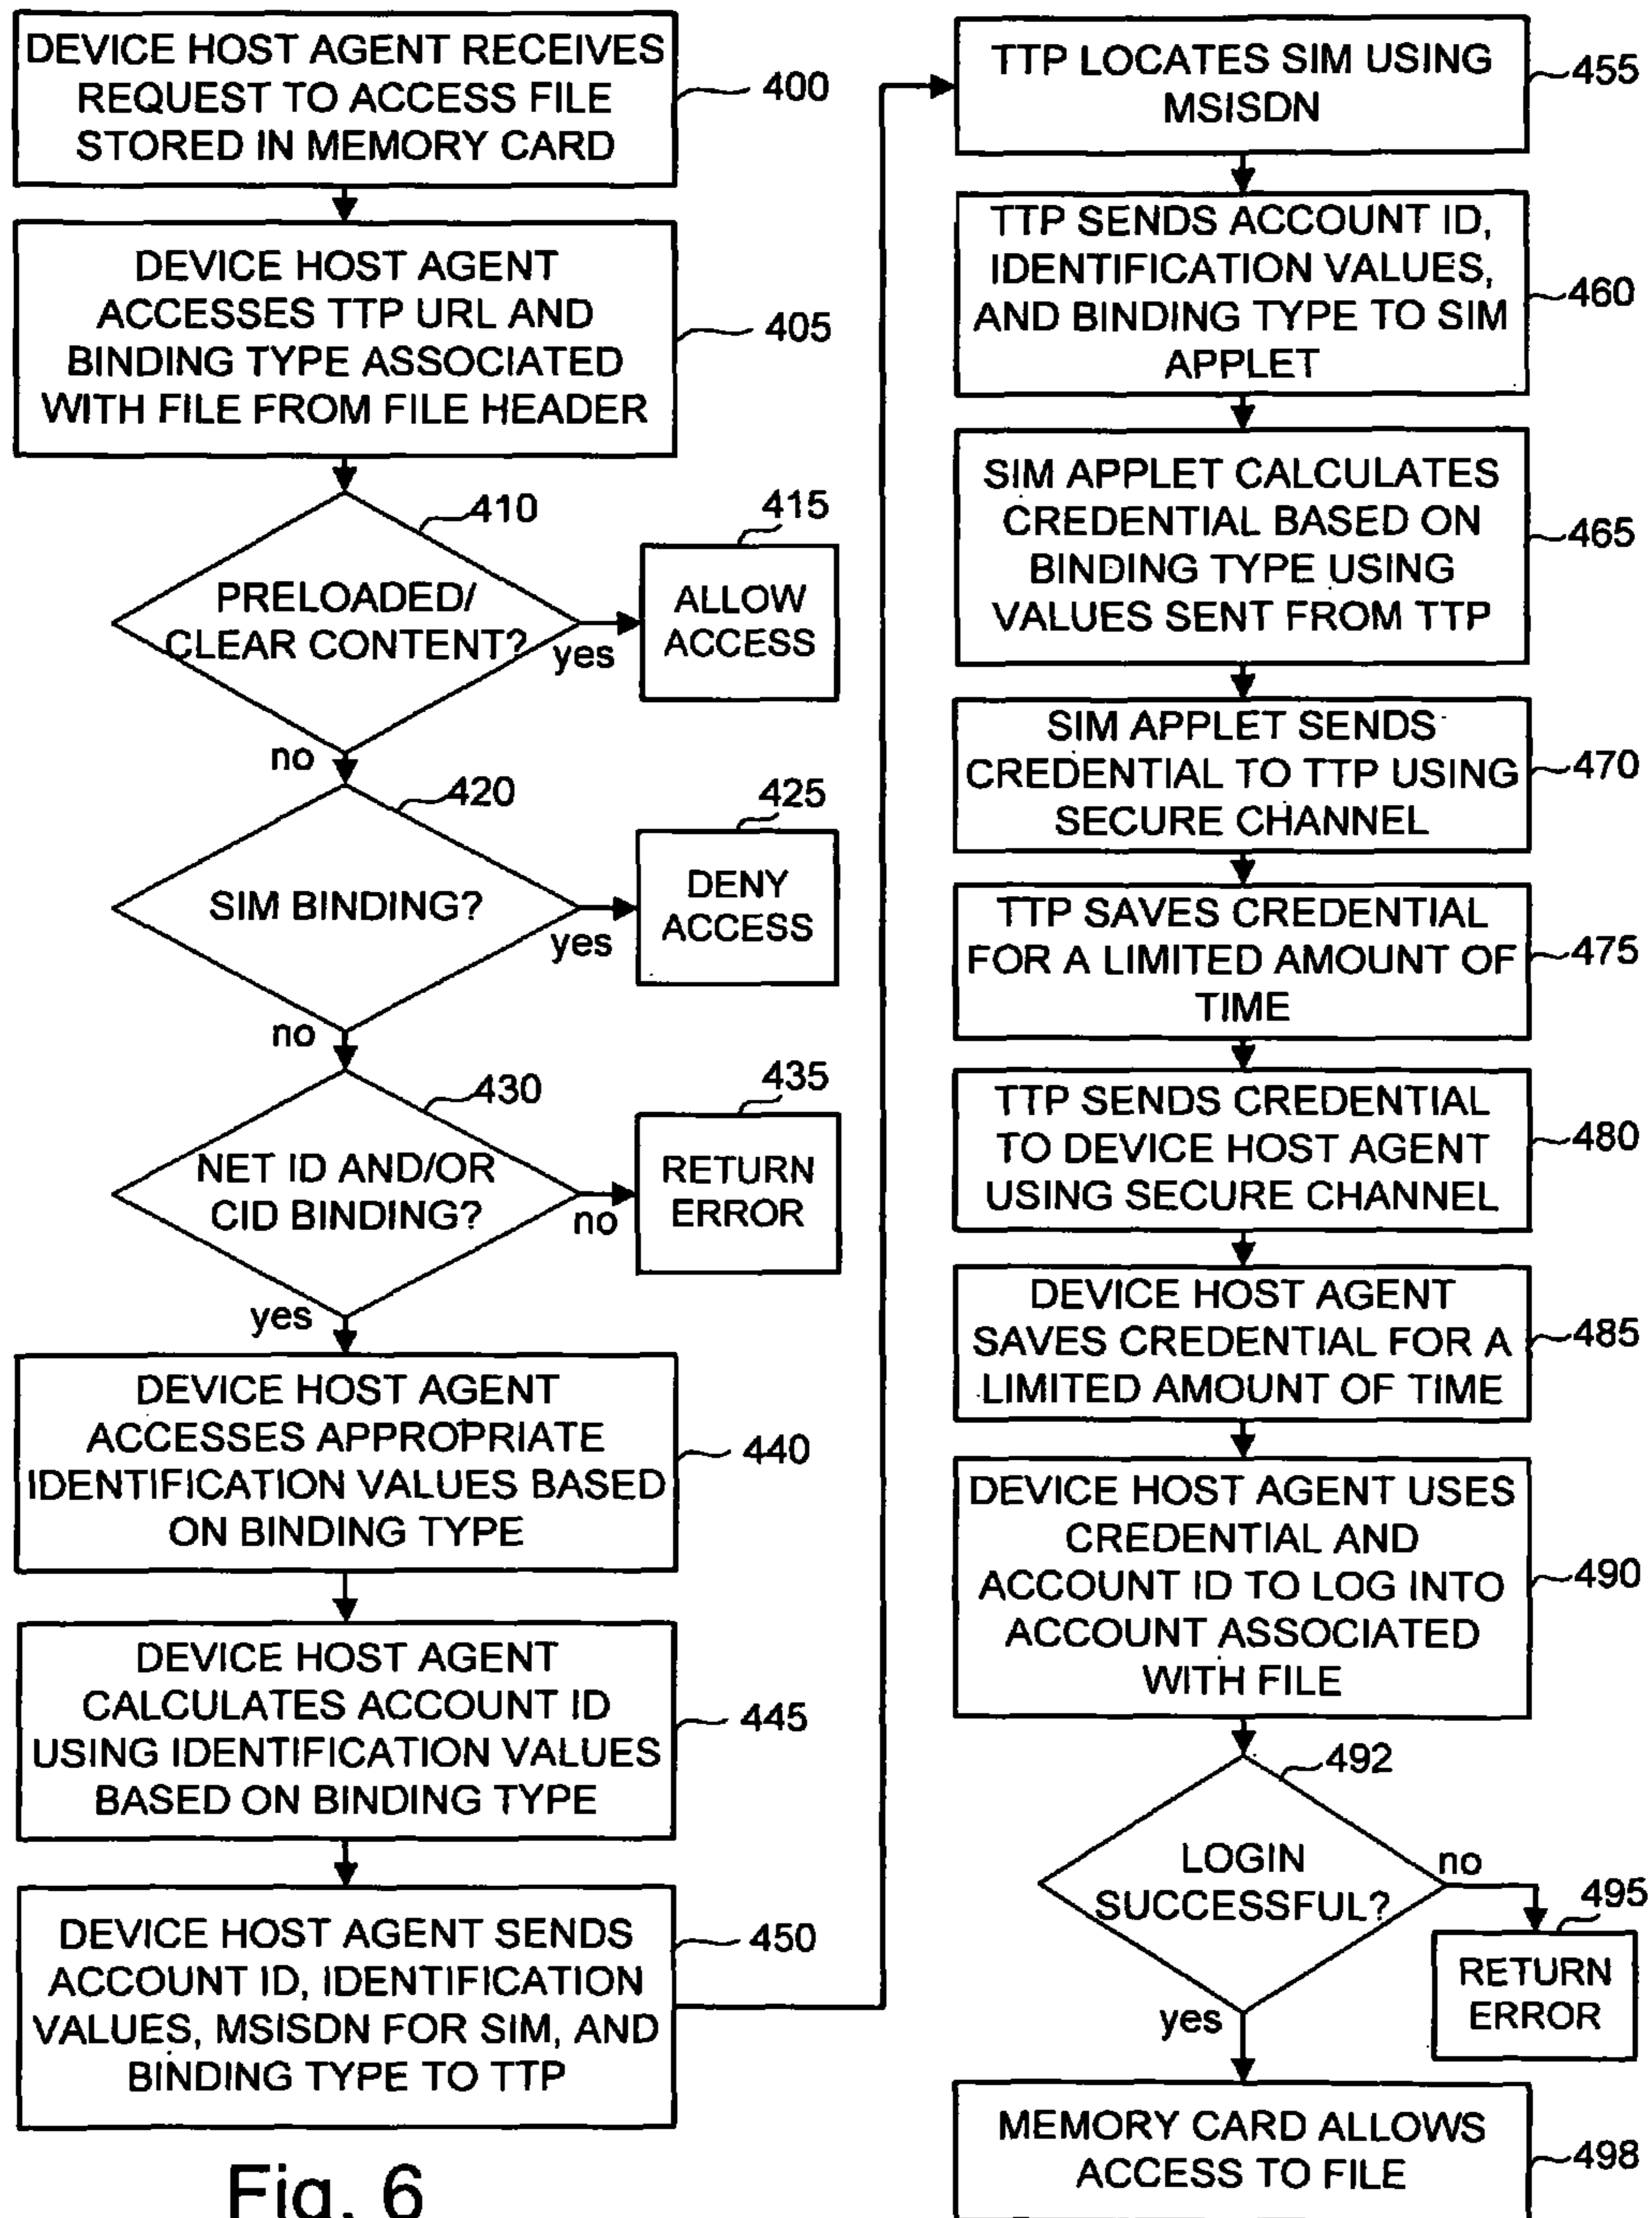 DEVICE HOST AGENT RECEIVES
REQUEST TO ACCESS FILE
STORED IN MEMORY CARD
400
DEVICE HOST AGENT
ACCESSES TTP URL AND
BINDING TYPE ASSOCIATED
WITH FILE FROM FILE HEADER
405
410
PRELOADED/
CLEAR CONTENT?
yes
no
415
ALLOW
ACCESS
420
SIM BINDING?
yes
no
425
DENY
ACCESS
430
NET ID AND/OR
CID BINDING?
no
yes
435
RETURN
ERROR
DEVICE HOST AGENT
ACCESSES APPROPRIATE
IDENTIFICATION VALUES BASED
ON BINDING TYPE
440
DEVICE HOST AGENT
CALCULATES ACCOUNT ID
USING IDENTIFICATION VALUES
BASED ON BINDING TYPE
445
DEVICE HOST AGENT SENDS
ACCOUNT ID, IDENTIFICATION
VALUES, MSISDN FOR SIM, AND
BINDING TYPE TO TTP
450
TTP LOCATES SIM USING
MSISDN
455
TTP SENDS ACCOUNT ID,
IDENTIFICATION VALUES,
AND BINDING TYPE TO SIM
APPLET
460
SIM APPLET CALCULATES
CREDENTIAL BASED ON
BINDING TYPE USING
VALUES SENT FROM TTP
465
SIM APPLET SENDS
CREDENTIAL TO TTP USING
SECURE CHANNEL
470
TTP SAVES CREDENTIAL
FOR A LIMITED AMOUNT OF
TIME
475
TTP SENDS CREDENTIAL
TO DEVICE HOST AGENT
USING SECURE CHANNEL
480
DEVICE HOST AGENT
SAVES CREDENTIAL FOR A
LIMITED AMOUNT OF TIME
485
DEVICE HOST AGENT USES
CREDENTIAL AND
ACCOUNT ID TO LOG INTO
ACCOUNT ASSOCIATED
WITH FILE
490
492
LOGIN
SUCCESSFUL?
no
yes
495
RETURN
ERROR
MEMORY CARD ALLOWS
ACCESS TO FILE
498
Fig. 6